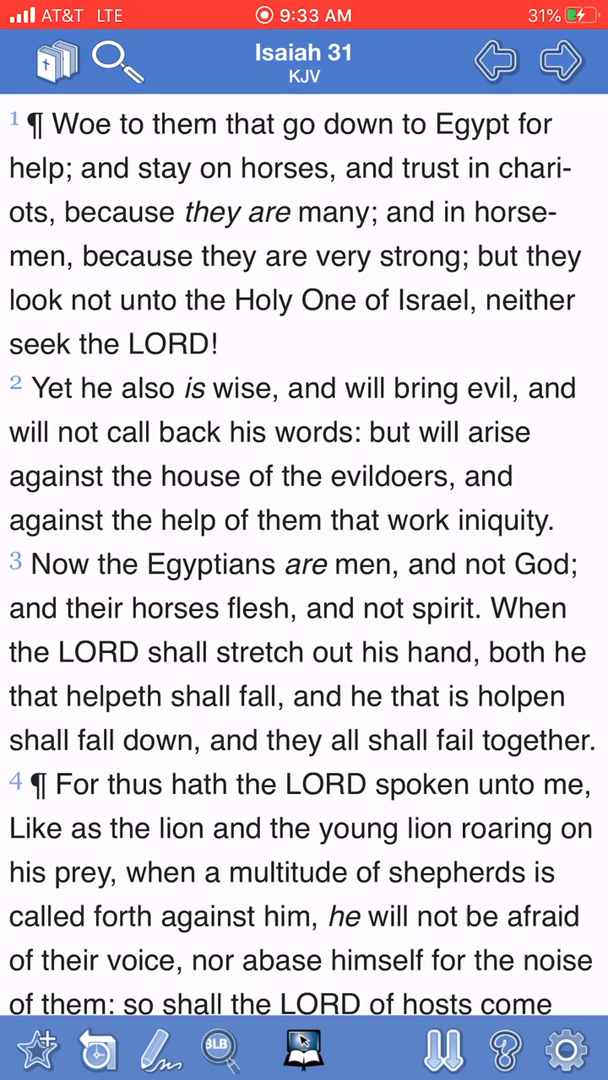 AT&T LTE 9:33 AM 31%
Isaiah 31
KJV
1 ¶ Woe to them that go down to Egypt for
help; and stay on horses, and trust in chari-
ots, because they are many; and in horse-
men, because they are very strong; but they
look not unto the Holy One of Israel, neither
seek the LORD!
2 Yet he also is wise, and will bring evil, and
will not call back his words: but will arise
against the house of the evildoers, and
against the help of them that work iniquity.
3 Now the Egyptians are men, and not God;
and their horses flesh, and not spirit. When
the LORD shall stretch out his hand, both he
that helpeth shall fall, and he that is holpen
shall fall down, and they all shall fail together.
4 ¶ For thus hath the LORD spoken unto me,
Like as the lion and the young lion roaring on
his prey, when a multitude of shepherds is
called forth against him, he will not be afraid
of their voice, nor abase himself for the noise
of them: so shall the LORD of hosts come
BLB